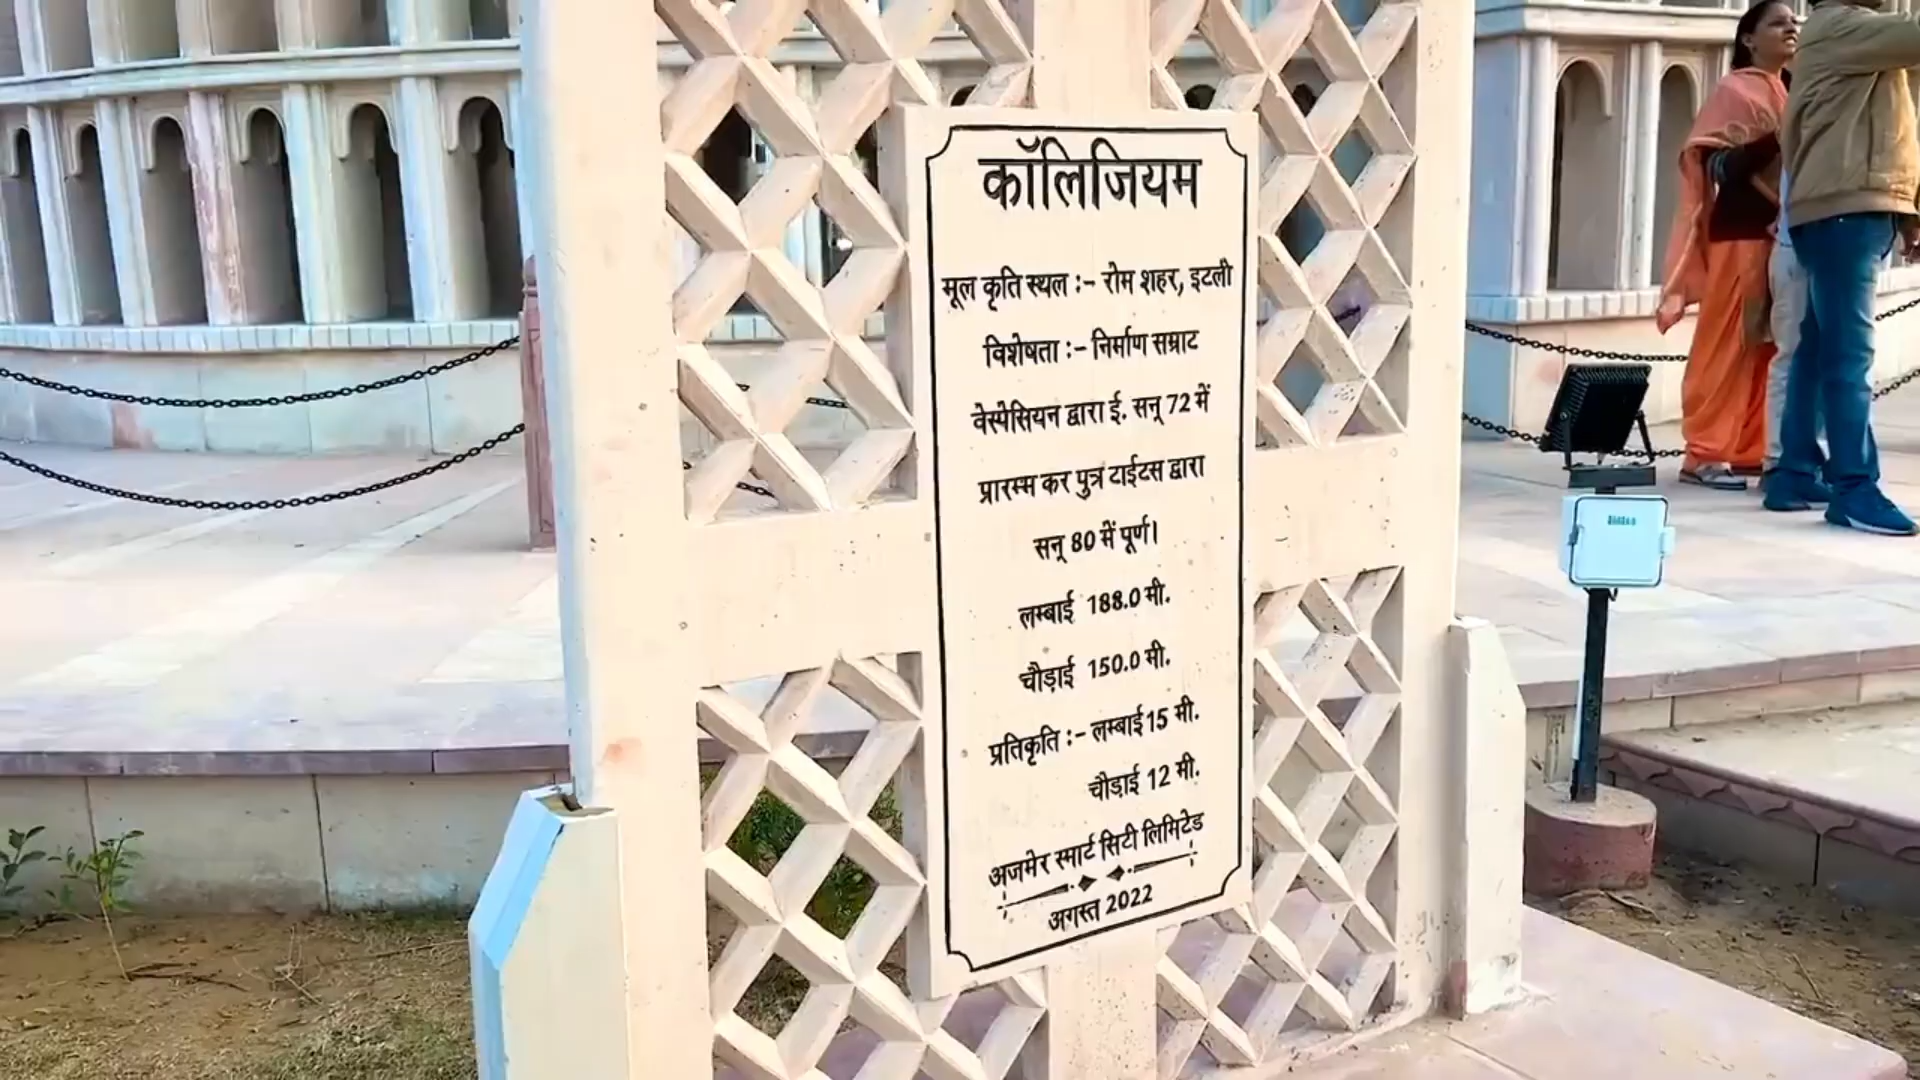 कॉलिजियम
मूल कृति स्थल :- रोम शहर, इटली
विशेषता :- निर्माण सम्राट
वेस्पेसियन द्वारा ई. सन् 72 में
प्रारम्भ कर पुत्र टाईटस द्वारा
सन् 80 में पूर्ण।
लम्बाई 188.0 मी.
चौड़ाई 150.0 मी.
प्रतिकृति :- लम्बाई 15 मी.
चौड़ाई 12 मी.
अजमेर स्मार्ट सिटी लिमिटेड
अगस्त 2022